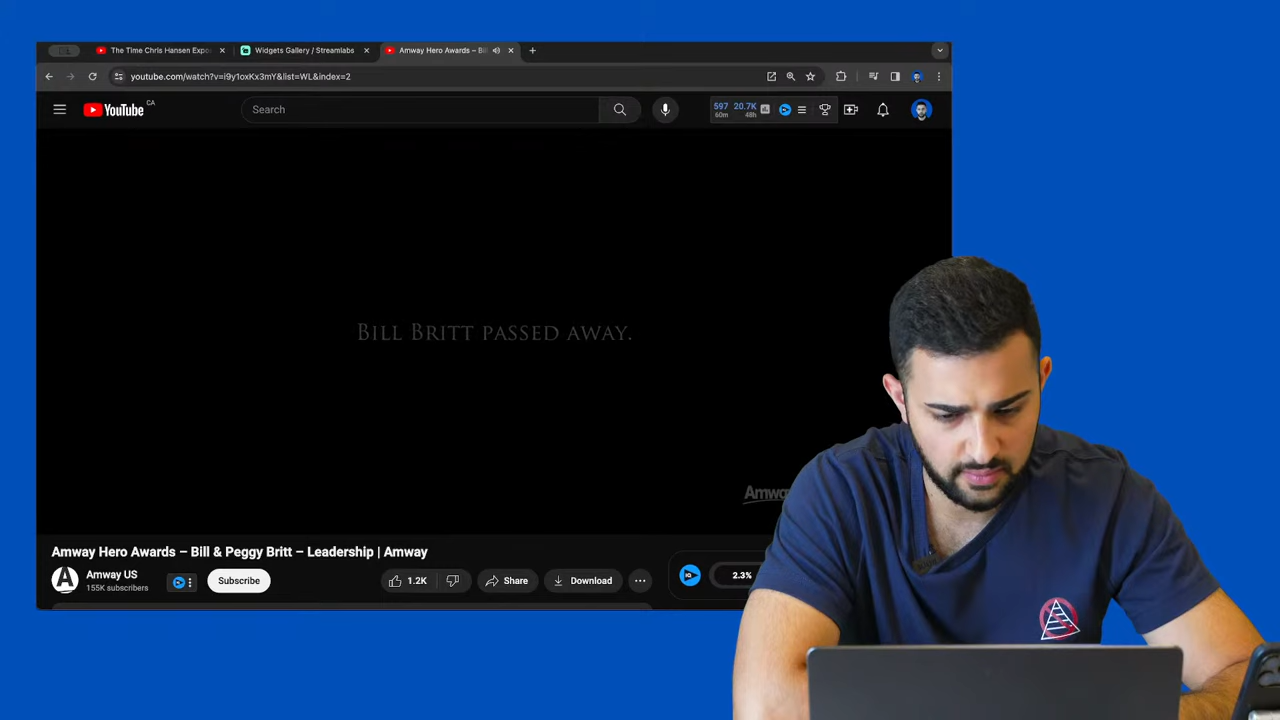 The Time Chris Hansen Expo
Widgets Gallery / Streamlabs
Amway Hero Awards – Bi
youtube.com/watch?v=i9y1oxKx3mY&list=WL&index=2
YouTube CA
Search
597 20.7K
60m 48h
BILL BRITT PASSED AWAY.
Amway
Amway Hero Awards – Bill & Peggy Britt – Leadership | Amway
Amway US
155K subscribers
Subscribe
1.2K
Share
Download
IQ
2.3%